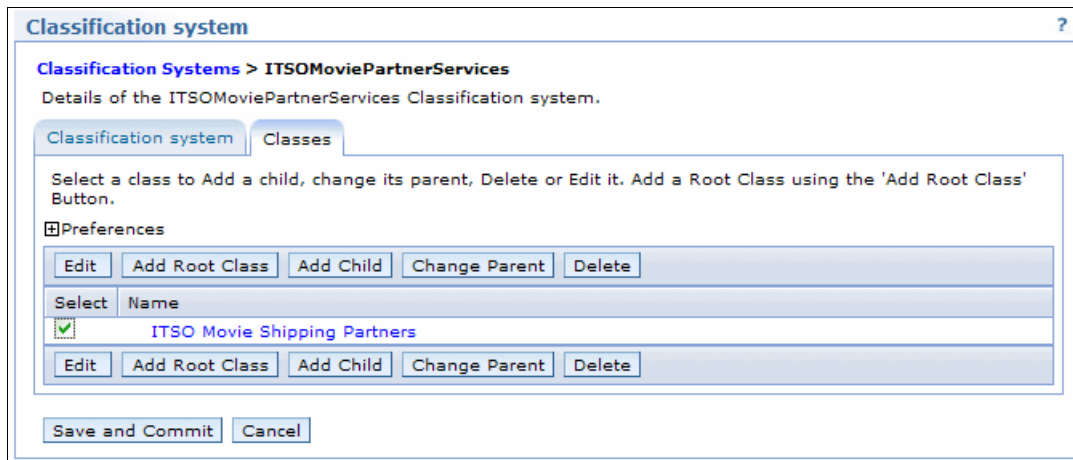 Classification system ?
Classification Systems > ITSOMoviePartnerServices
Details of the ITSOMoviePartnerServices Classification system.
Classification system Classes
Select a class to Add a child, change its parent, Delete or Edit it. Add a Root Class using the 'Add Root Class'
Button.
Preferences
Edit Add Root Class Add Child Change Parent Delete
Select Name
ITSO Movie Shipping Partners
Edit Add Root Class Add Child Change Parent Delete
Save and Commit Cancel